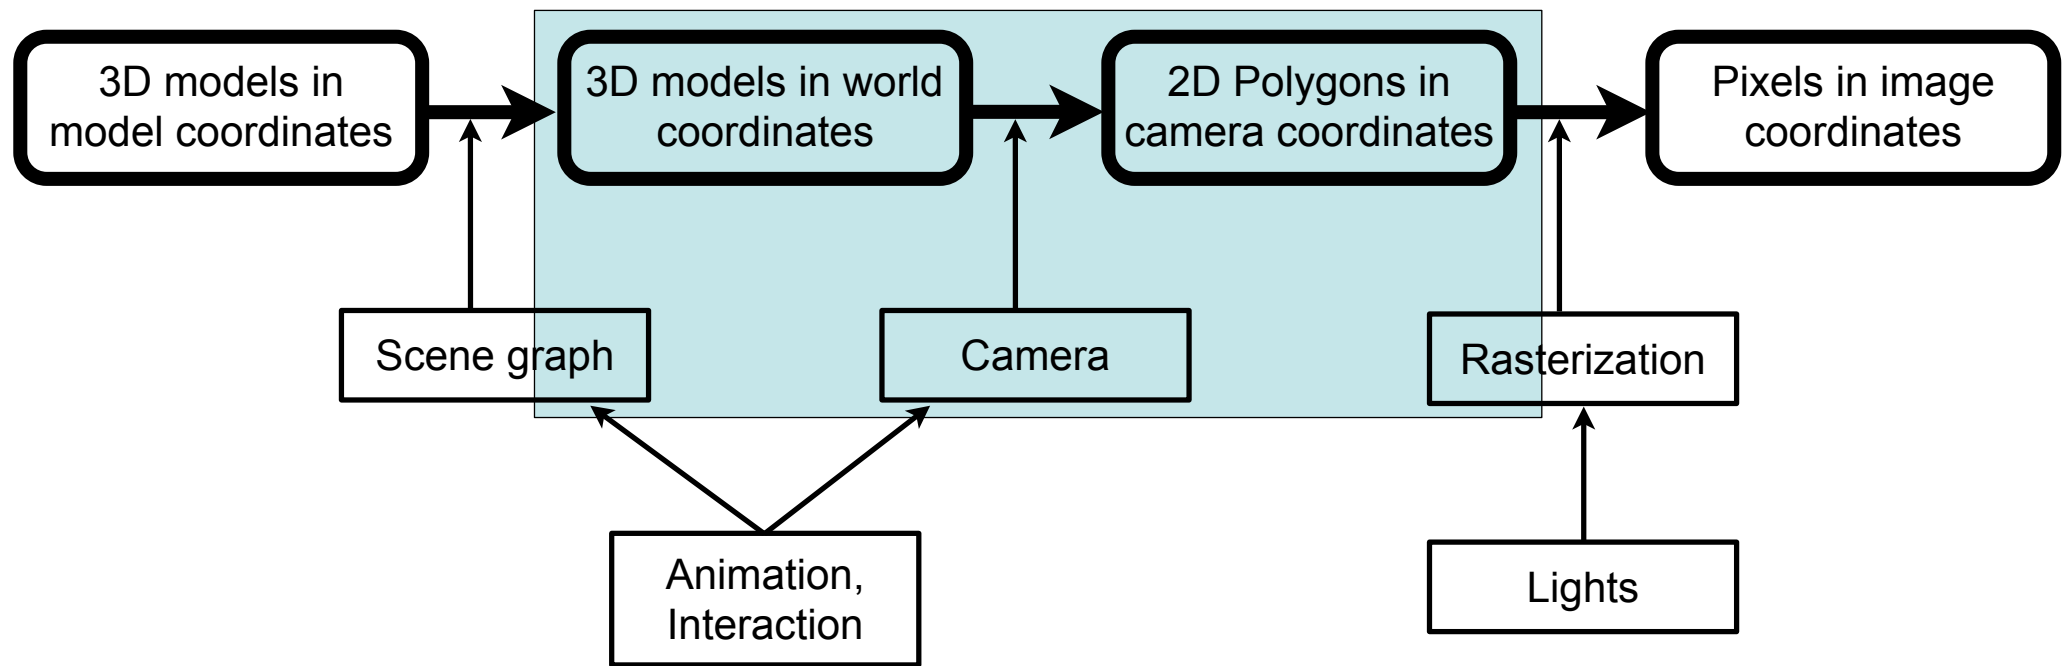 3D models in
model coordinates
3D models in world
coordinates
2D Polygons in
camera coordinates
Pixels in image
coordinates
Scene graph
Camera
Rasterization
Animation,
Interaction
Lights